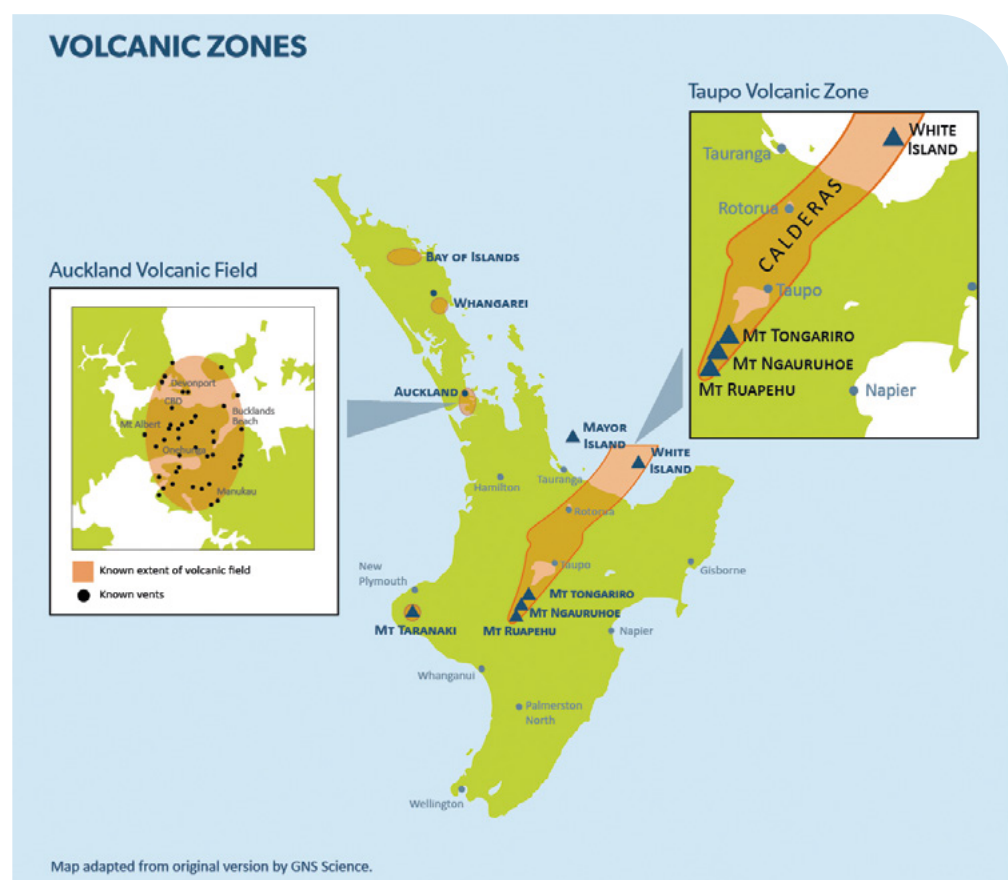 VOLCANIC ZONES
Taupo Volcanic Zone
WHITE
ISLAND
Tauranga
Rotorua
CALDERAS
Taupo
MT TONGARIRO
MT NGAURUHOE
MT RUAPEHU
Napier
Auckland Volcanic Field
Devonport
CBD
Mt Albert
Bucklands
Beach
Onehunga
Manukau
Known extent of volcanic field
Known vents
BAY OF ISLANDS
WHANGAREI
AUCKLAND
MAYOR
ISLAND
WHITE
ISLAND
Tauranga
Hamilton
Rotorua
Taupo
Gisborne
New
Plymouth
MT TONGARIRO
MT NGAURUHOE
MT TARANAKI
MT RUAPEHU
Napier
Whanganui
Palmerston
North
Wellington
Map adapted from original version by GNS Science.